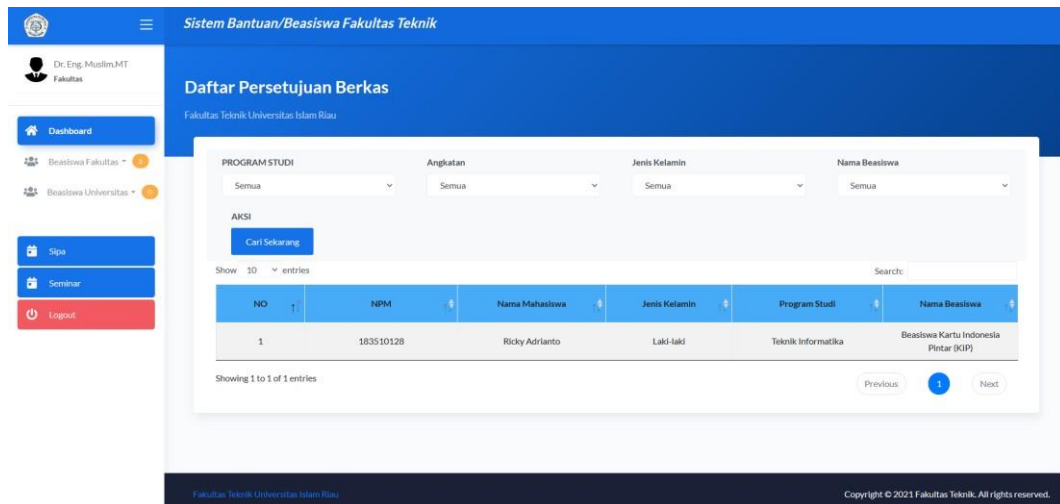 Sistem Bantuan/Beasiswa Fakultas Teknik
Dr. Eng. Muslim,MT
Fakultas
Dashboard
Beasiswa Fakultas
Beasiswa Universitas
Sipa
Seminar
Logout
Daftar Persetujuan Berkas
Fakultas Teknik Universitas Islam Riau
PROGRAM STUDI Angkatan Jenis Kelamin Nama Beasiswa
Semua Semua Semua Semua
AKSI
Cari Sekarang
Show 10 entries Search:
NO NPM Nama Mahasiswa Jenis Kelamin Program Studi Nama Beasiswa
1 183510128 Ricky Adrianto Laki-laki Teknik Informatika Beasiswa Kartu Indonesia
Pintar (KIP)
Showing 1 to 1 of 1 entries Previous 1 Next
Fakultas Teknik Universitas Islam Riau Copyright © 2021 Fakultas Teknik. All rights reserved.